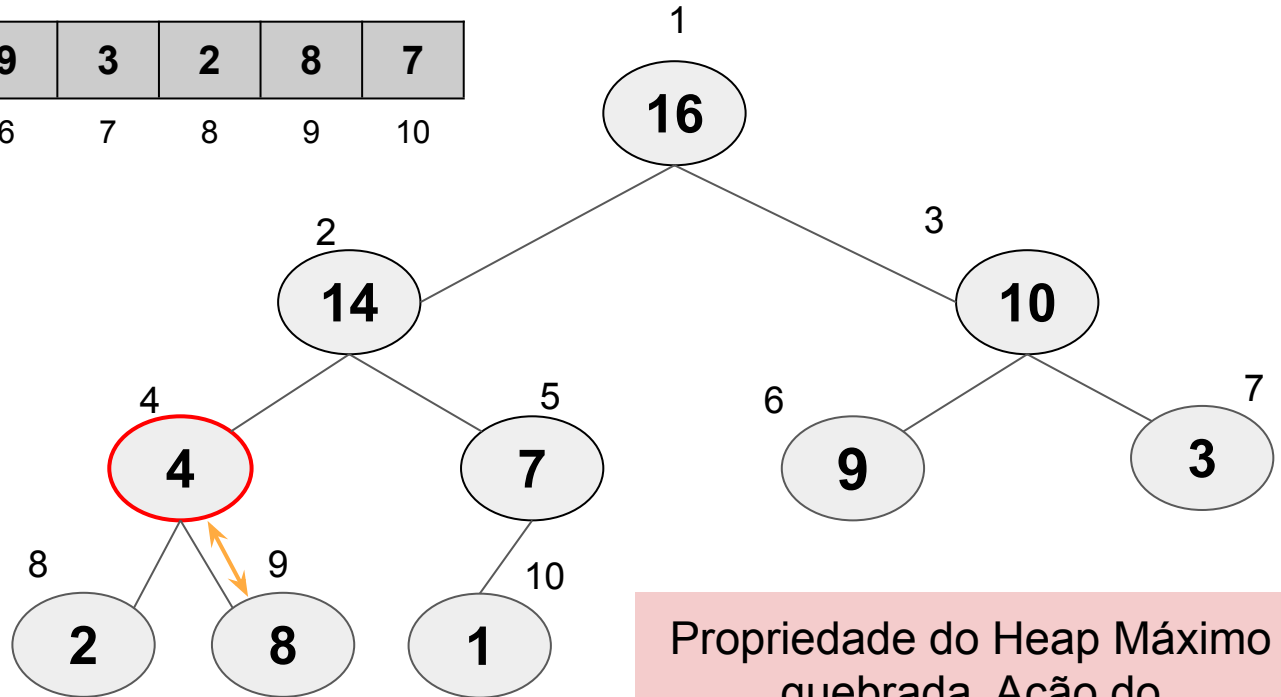 9 3 2 8 7
6 7 8 9 10
1
16
2 3
14 10
4 5 6 7
4 7 9 3
8 9 10
2 8 1
Propriedade do Heap Máximo
quebrada. Ação do